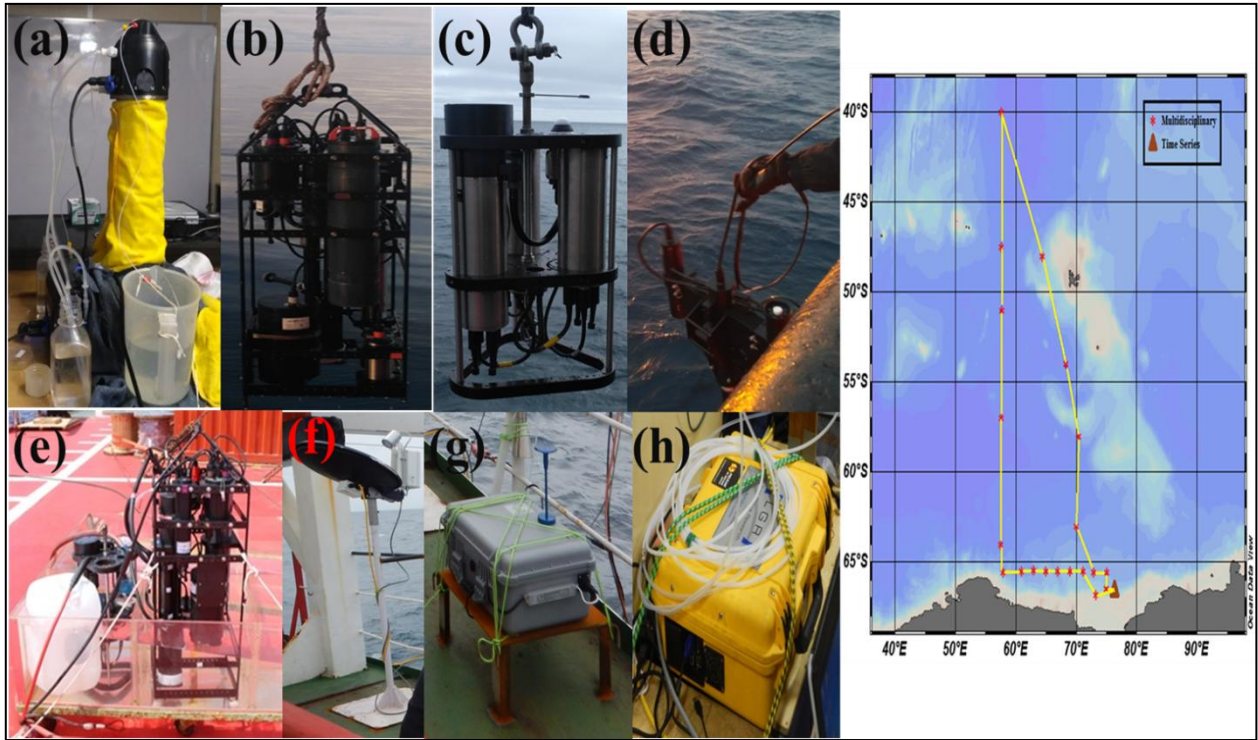 (a)
(b)
(c)
(d)
(e)
(f)
(g)
(h)
40°S
45°S
50°S
55°S
60°S
65°S
40°E
50°E
60°E
70°E
80°E
90°E
Multidisciplinary
Time Series
Ocean Data View